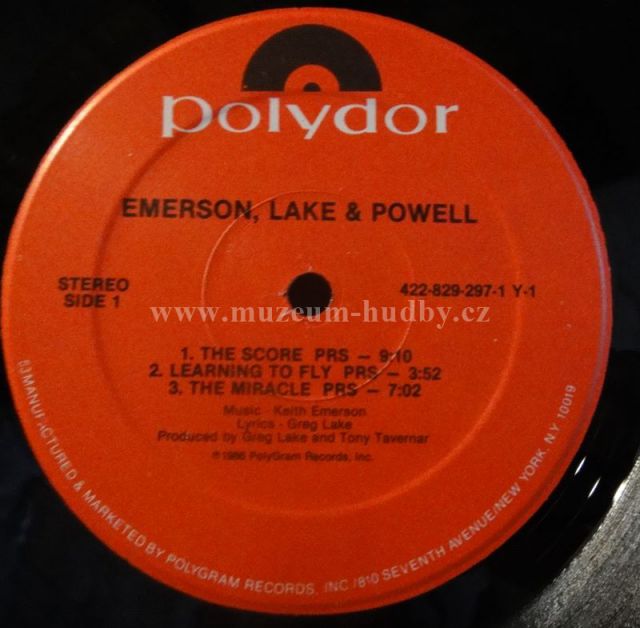 polydor
EMERSON, LAKE & POWELL
STEREO
SIDE 1
422-829-297-1 Y-1
www.muzeum-hudby.cz
1. THE SCORE PRS – 9:10
2. LEARNING TO FLY PRS – 3:52
3. THE MIRACLE PRS – 7:02
Music - Keith Emerson
Lyrics - Greg Lake
Produced by Greg Lake and Tony Tavernar
℗1986 PolyGram Records, Inc.
53 MANUFACTURED & MARKETED BY POLYGRAM RECORDS, INC./810 SEVENTH AVENUE/NEW YORK, N.Y. 10019